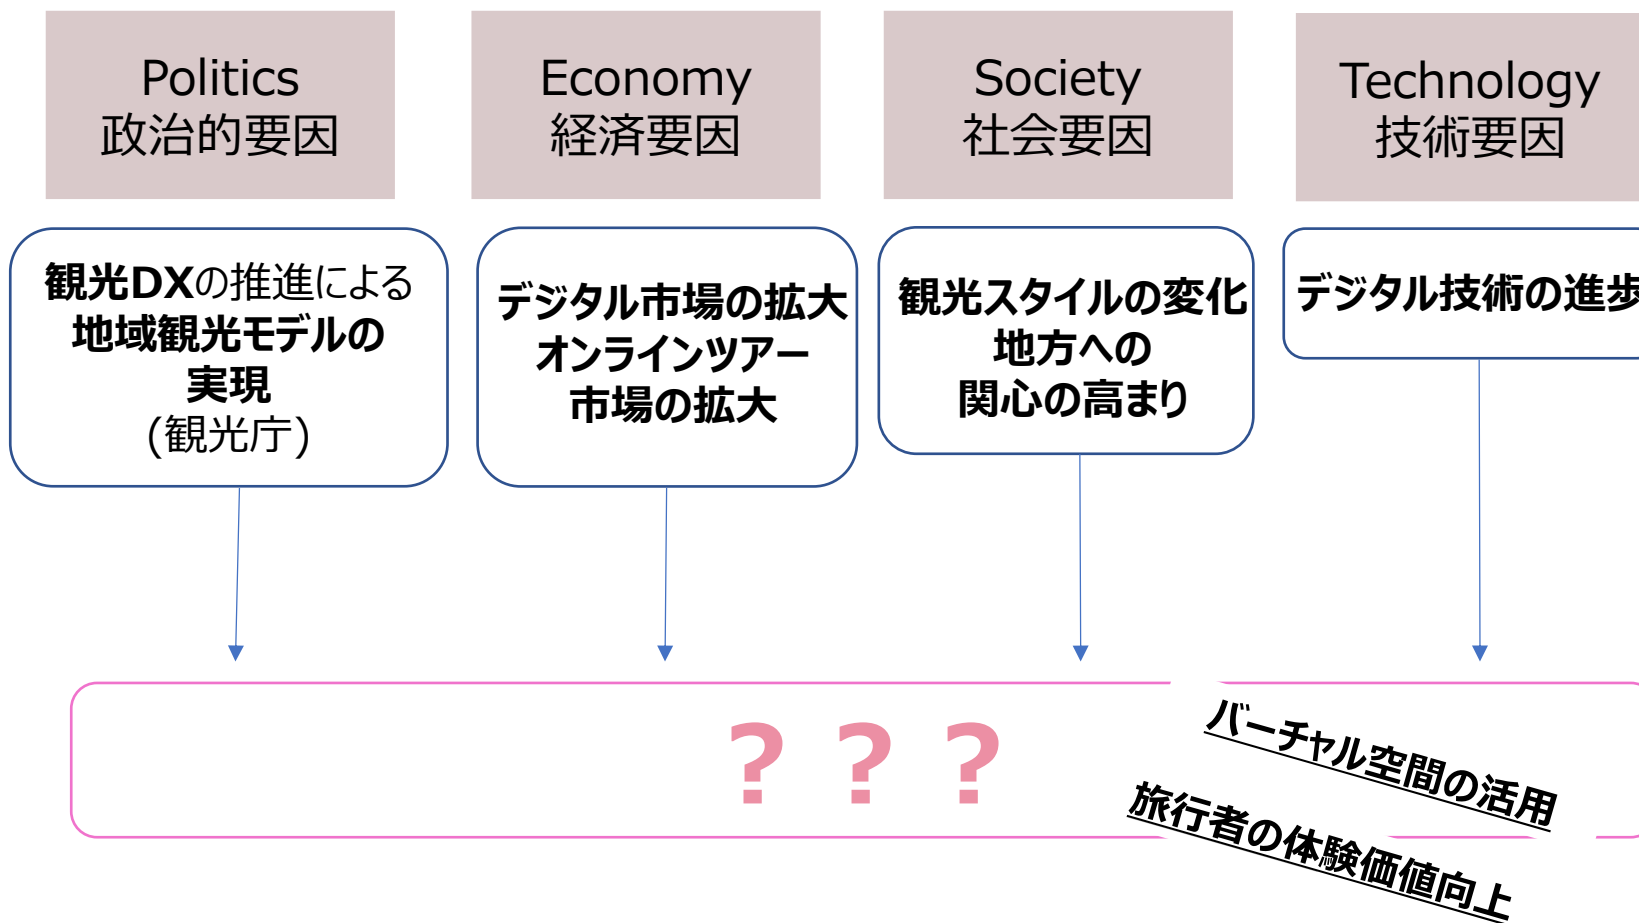 Politics
政治的要因
Economy
経済要因
Society
社会要因
Technology
技術要因
観光DXの推進による
地域観光モデルの
実現
(観光庁)
デジタル市場の拡大
オンラインツアー
市場の拡大
観光スタイルの変化
地方への
関心の高まり
デジタル技術の進歩
？？？
バーチャル空間の活用
旅行者の体験価値向上